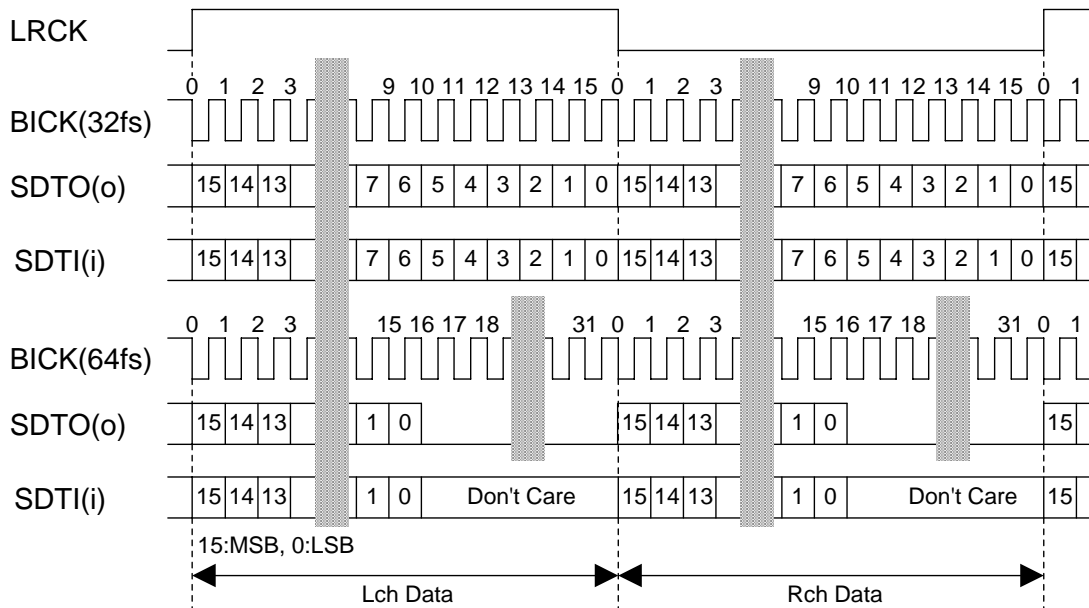 LRCK
0 1 2 3 9 10 11 12 13 14 15 0 1 2 3 9 10 11 12 13 14 15 0 1
BICK(32fs)
SDTO(o) 15 14 13 7 6 5 4 3 2 1 0 15 14 13 7 6 5 4 3 2 1 0 15
SDTI(i) 15 14 13 7 6 5 4 3 2 1 0 15 14 13 7 6 5 4 3 2 1 0 15
0 1 2 3 15 16 17 18 31 0 1 2 3 15 16 17 18 31 0 1
BICK(64fs)
SDTO(o) 15 14 13 1 0 15 14 13 1 0 15
SDTI(i) 15 14 13 1 0 Don't Care 15 14 13 1 0 Don't Care 15
15:MSB, 0:LSB
Lch Data Rch Data